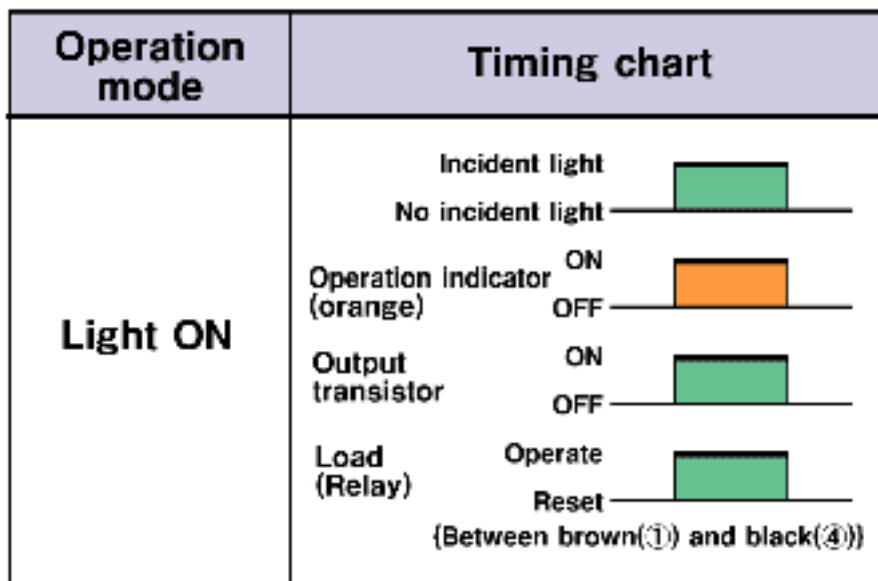 Operation
mode
Timing chart
Light ON
Incident light
No incident light
Operation indicator
(orange)
ON
OFF
Output
transistor
ON
OFF
Load
(Relay)
Operate
Reset
{Between brown(①) and black(④)}